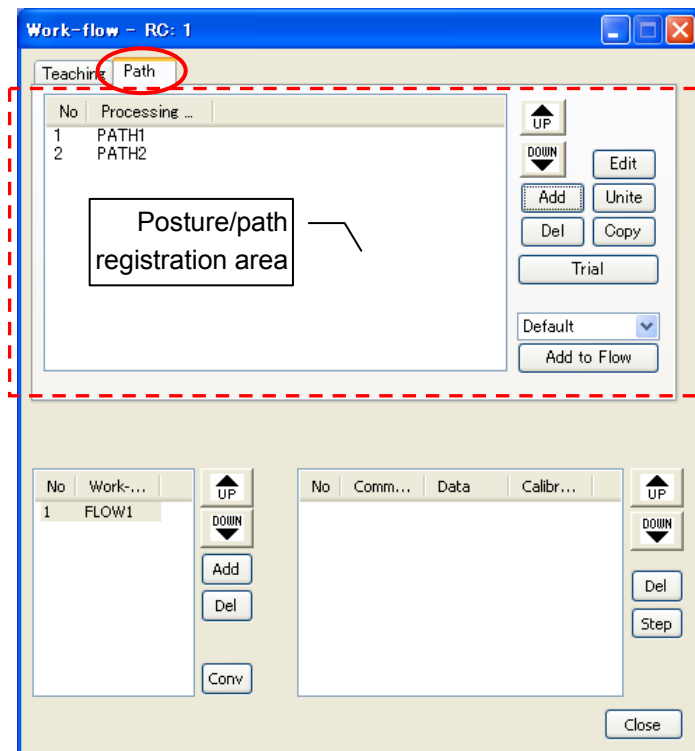 Work-flow - RC: 1
Teaching Path
No Processing ...
1 PATH1
2 PATH2
Posture/path
registration area
UP
DOWN
Edit
Add Unite
Del Copy
Trial
Default
Add to Flow
No Work-...
1 FLOW1
UP
DOWN
Add
Del
Conv
No Comm... Data Calibr...
UP
DOWN
Del
Step
Close